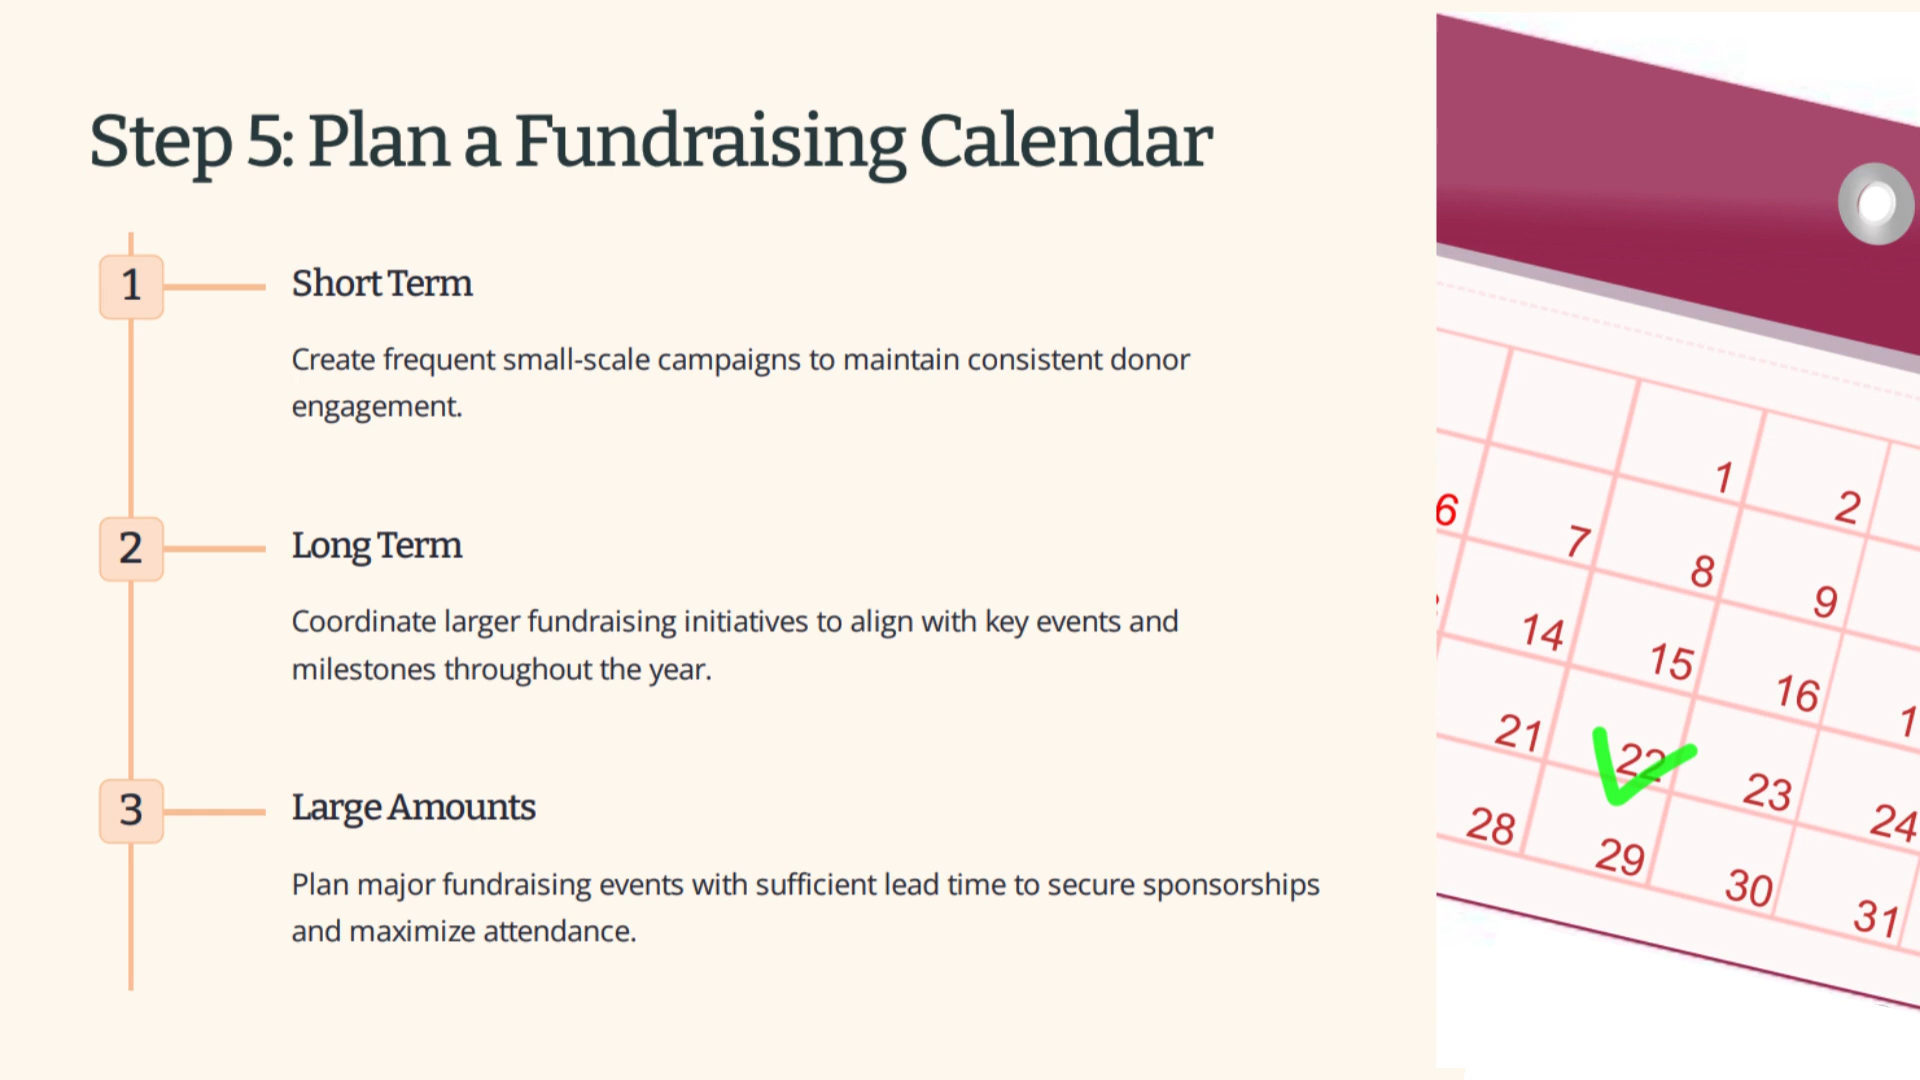 Step 5: Plan a Fundraising Calendar
1
Short Term
Create frequent small-scale campaigns to maintain consistent donor
engagement.
2
Long Term
Coordinate larger fundraising initiatives to align with key events and
milestones throughout the year.
3
Large Amounts
Plan major fundraising events with sufficient lead time to secure sponsorships
and maximize attendance.
1 2
6 7 8 9
14 15 16
21 22 23 24
28 29 30 31